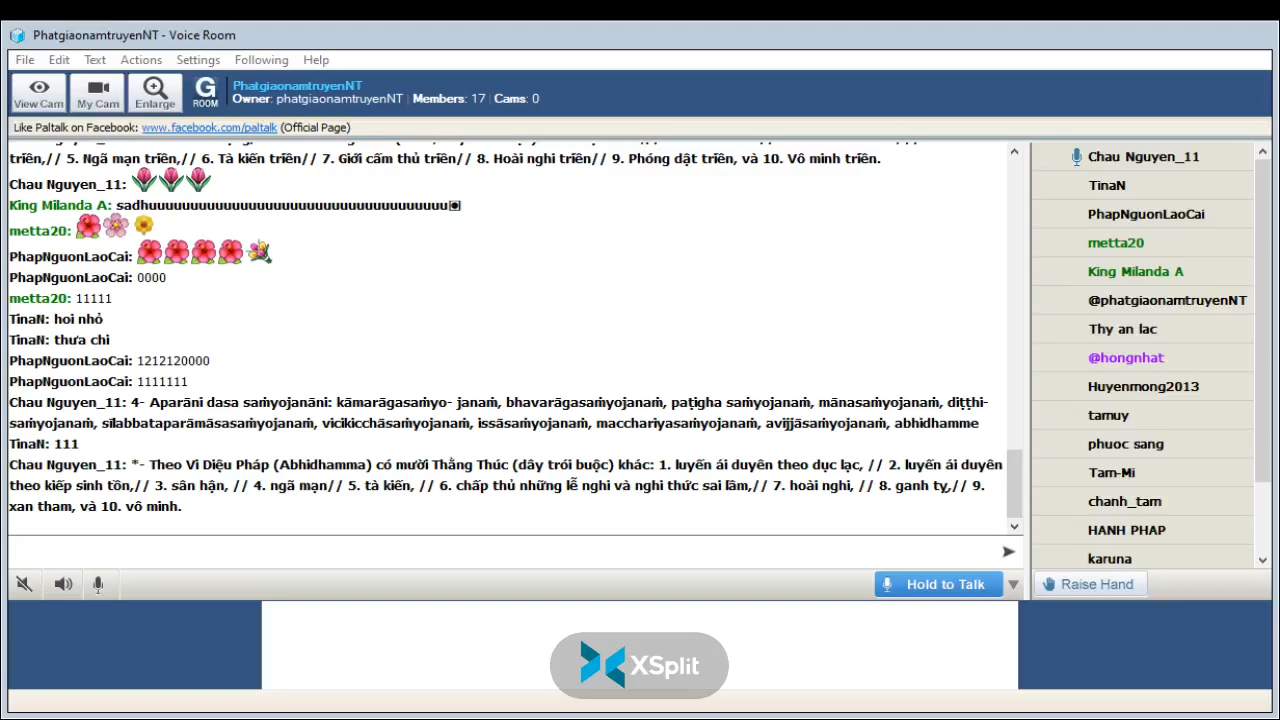 PhatgiaonamtruyenNT - Voice Room
File Edit Text Actions Settings Following Help
View Cam
My Cam
Enlarge
G ROOM
PhatgiaonamtruyenNT
Owner: phatgiaonamtruyenNT | Members: 17 | Cams: 0
Like Paltalk on Facebook: www.facebook.com/paltalk (Official Page)
triền,// 5. Ngã mạn triền,// 6. Tà kiến triền// 7. Giới cấm thủ triền// 8. Hoài nghi triền// 9. Phóng dật triền, và 10. Vô minh triền.
Chau Nguyen_11:
King Milanda A: sadhuuuuuuuuuuuuuuuuuuuuuuuuuuuuuuuuuuuu
metta20:
PhapNguonLaoCai:
PhapNguonLaoCai: 0000
metta20: 11111
TinaN: hoi nhỏ
TinaN: thưa chi
PhapNguonLaoCai: 1212120000
PhapNguonLaoCai: 1111111
Chau Nguyen_11: 4- Aparāni dasa saṁyojanāni: kāmarāgasaṁyo- janaṁ, bhavarāgasaṁyojanaṁ, paṭigha saṁyojanaṁ, mānasaṁyojanaṁ, diṭṭhi-
saṁyojanaṁ, sīlabbataparāmāsasaṁyojanaṁ, vicikicchāsaṁyojanaṁ, issāsaṁyojanaṁ, macchariyasaṁyojanaṁ, avijjāsaṁyojanaṁ, abhidhamme
TinaN: 111
Chau Nguyen_11: *- Theo Vi Diệu Pháp (Abhidhamma) có mười Thằng Thúc (dây trói buộc) khác: 1. luyến ái duyên theo dục lạc, // 2. luyến ái duyên
theo kiếp sinh tồn,// 3. sân hận, // 4. ngã mạn// 5. tà kiến, // 6. chấp thủ những lễ nghi và nghi thức sai lầm,// 7. hoài nghi, // 8. ganh tỵ,// 9.
xan tham, và 10. vô minh.
Hold to Talk
Chau Nguyen_11
TinaN
PhapNguonLaoCai
metta20
King Milanda A
@phatgiaonamtruyenNT
Thy an lac
@hongnhat
Huyenmong2013
tamuy
phuoc sang
Tam-Mi
chanh_tam
HANH PHAP
karuna
Raise Hand
XSplit